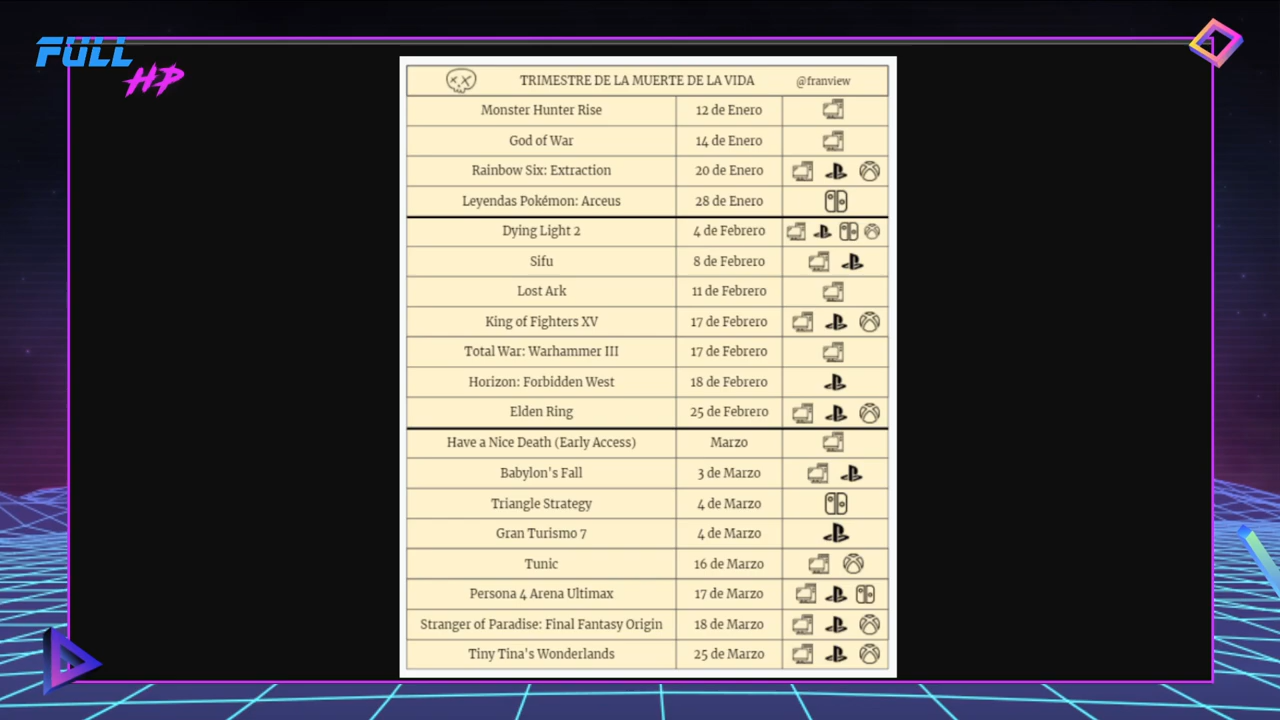 FULL
HP
TRIMESTRE DE LA MUERTE DE LA VIDA @franview
Monster Hunter Rise 12 de Enero
God of War 14 de Enero
Rainbow Six: Extraction 20 de Enero
Leyendas Pokémon: Arceus 28 de Enero
Dying Light 2 4 de Febrero
Sifu 8 de Febrero
Lost Ark 11 de Febrero
King of Fighters XV 17 de Febrero
Total War: Warhammer III 17 de Febrero
Horizon: Forbidden West 18 de Febrero
Elden Ring 25 de Febrero
Have a Nice Death (Early Access) Marzo
Babylon's Fall 3 de Marzo
Triangle Strategy 4 de Marzo
Gran Turismo 7 4 de Marzo
Tunic 16 de Marzo
Persona 4 Arena Ultimax 17 de Marzo
Stranger of Paradise: Final Fantasy Origin 18 de Marzo
Tiny Tina's Wonderlands 25 de Marzo